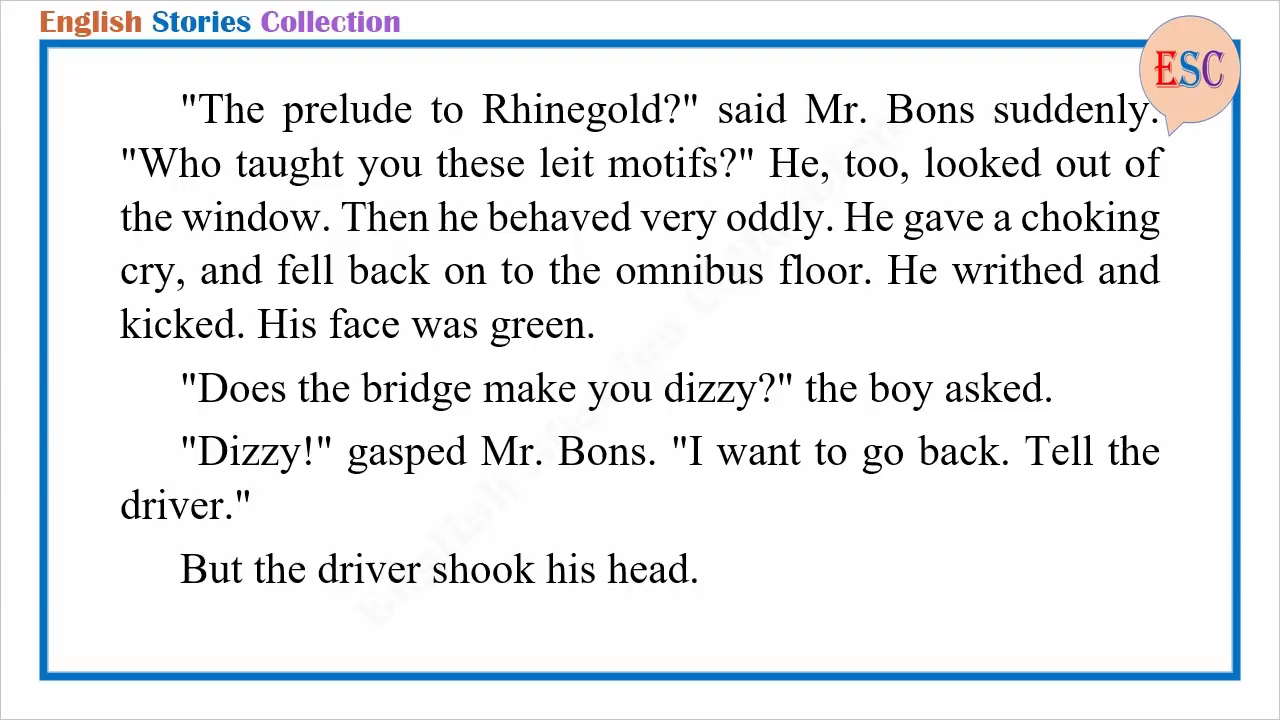 English Stories Collection
ESC
"The prelude to Rhinegold?" said Mr. Bons suddenly.
"Who taught you these leit motifs?" He, too, looked out of
the window. Then he behaved very oddly. He gave a choking
cry, and fell back on to the omnibus floor. He writhed and
kicked. His face was green.
"Does the bridge make you dizzy?" the boy asked.
"Dizzy!" gasped Mr. Bons. "I want to go back. Tell the
driver."
But the driver shook his head.
English Stories Collection